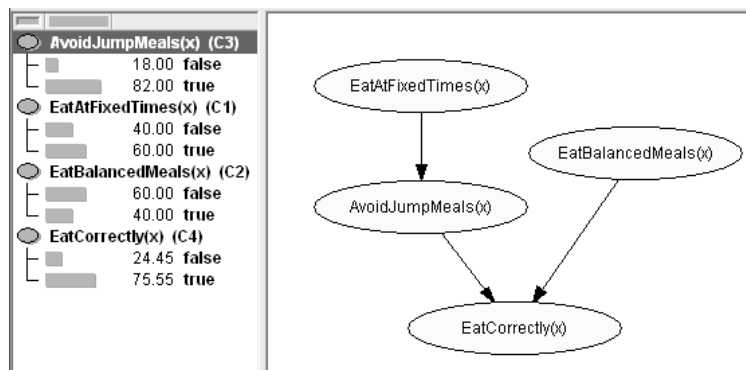 AvoidJumpMeals(x) (C3)
18.00 false
82.00 true
EatAtFixedTimes(x) (C1)
40.00 false
60.00 true
EatBalancedMeals(x) (C2)
60.00 false
40.00 true
EatCorrectly(x) (C4)
24.45 false
75.55 true
EatAtFixedTimes(x)
EatBalancedMeals(x)
AvoidJumpMeals(x)
EatCorrectly(x)